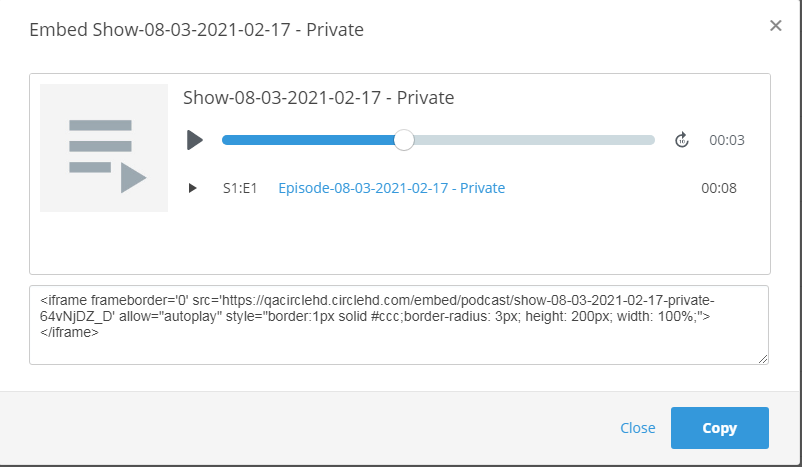 Embed Show-08-03-2021-02-17 - Private
Show-08-03-2021-02-17 - Private
10 00:03
S1:E1 Episode-08-03-2021-02-17 - Private 00:08
<iframe frameborder='0' src='https://qacirclehd.circlehd.com/embed/podcast/show-08-03-2021-02-17-private-
64vNjDZ_D' allow="autoplay" style="border:1px solid #ccc;border-radius: 3px; height: 200px; width: 100%;">
</iframe>
Close Copy